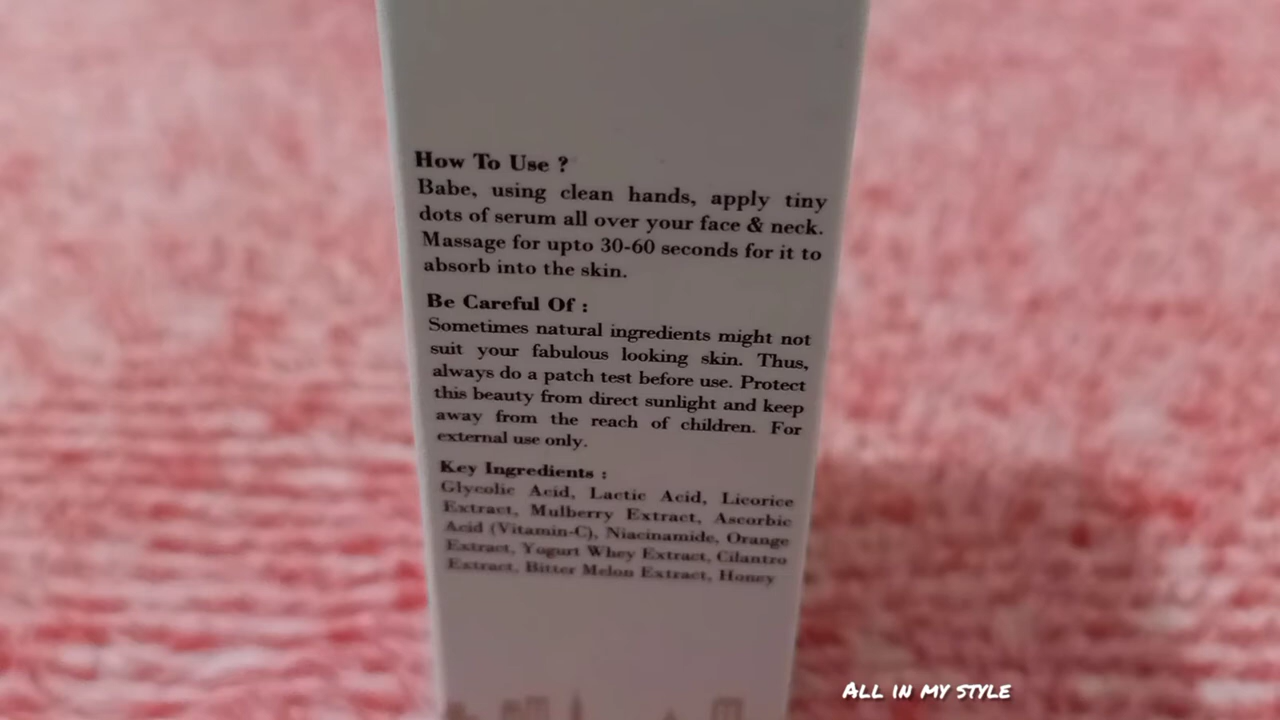 How To Use ?
Babe, using clean hands, apply tiny
dots of serum all over your face & neck.
Massage for upto 30-60 seconds for it to
absorb into the skin.
Be Careful Of :
Sometimes natural ingredients might not
suit your fabulous looking skin. Thus,
always do a patch test before use. Protect
this beauty from direct sunlight and keep
away from the reach of children. For
external use only.
Key Ingredients :
Glycolic Acid, Lactic Acid, Licorice
Extract, Mulberry Extract, Ascorbic
Acid (Vitamin-C), Niacinamide, Orange
Extract, Yogurt Whey Extract, Cilantro
Extract, Bitter Melon Extract, Honey
All in my style